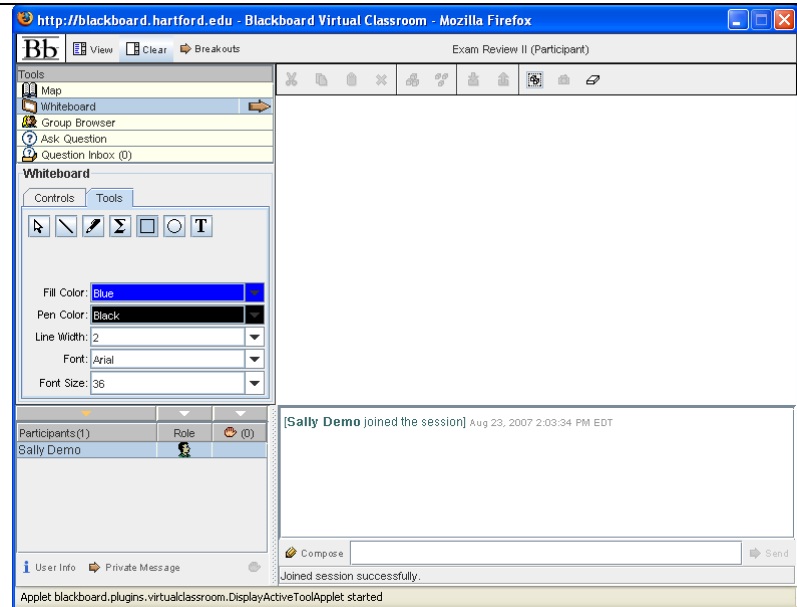 http://blackboard.hartford.edu - Blackboard Virtual Classroom - Mozilla Firefox
Bb View Clear Breakouts Exam Review II (Participant)
Tools
Map
Whiteboard
Group Browser
? Ask Question
? Question Inbox (0)
Whiteboard
Controls Tools
Σ T
Fill Color: Blue
Pen Color: Black
Line Width: 2
Font: Arial
Font Size: 36
Participants(1) Role (0)
Sally Demo
[Sally Demo joined the session] Aug 23, 2007 2:03:34 PM EDT
Compose Send
User Info Private Message
Joined session successfully.
Applet blackboard.plugins.virtualclassroom.DisplayActiveToolApplet started